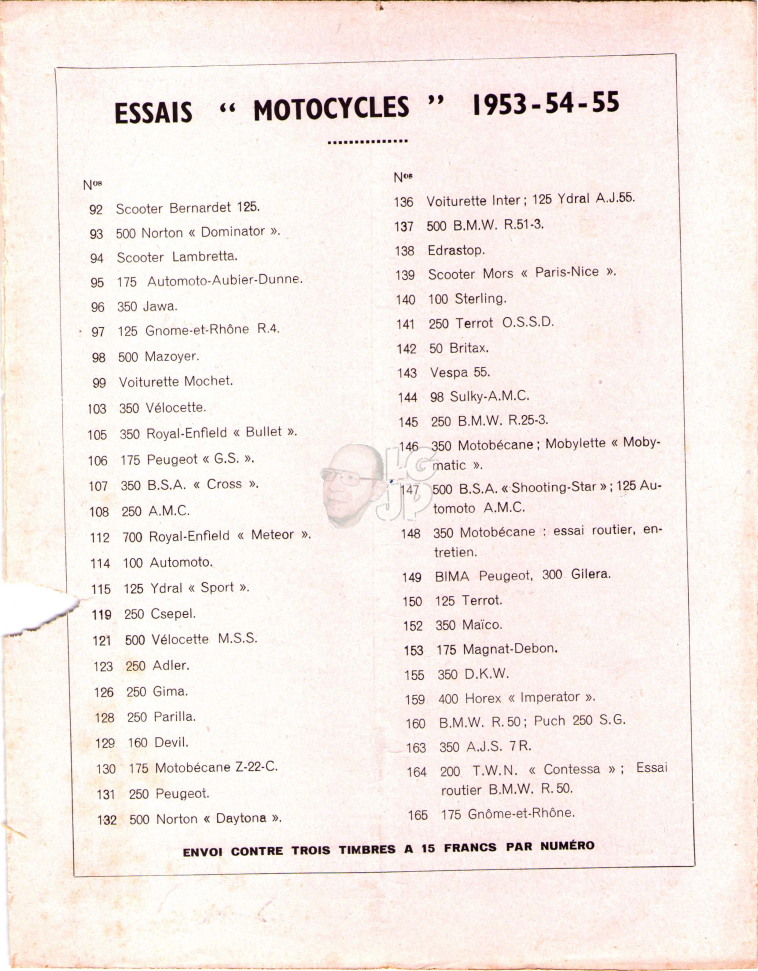 ESSAIS “ MOTOCYCLES ” 1953-54-55
Nos
92 Scooter Bernardet 125.
93 500 Norton « Dominator ».
94 Scooter Lambretta.
95 175 Automoto-Aubier-Dunne.
96 350 Jawa.
97 125 Gnome-et-Rhône R.4.
98 500 Mazoyer.
99 Voiturette Mochet.
103 350 Vélocette.
105 350 Royal-Enfield « Bullet ».
106 175 Peugeot « G.S. ».
107 350 B.S.A. « Cross ».
108 250 A.M.C.
112 700 Royal-Enfield « Meteor ».
114 100 Automoto.
115 125 Ydral « Sport ».
119 250 Csepel.
121 500 Vélocette M.S.S.
123 250 Adler.
126 250 Gima.
128 250 Parilla.
129 160 Devil.
130 175 Motobécane Z-22-C.
131 250 Peugeot.
132 500 Norton « Daytona ».
Nos
136 Voiturette Inter ; 125 Ydral A.J.55.
137 500 B.M.W. R.51-3.
138 Edrastop.
139 Scooter Mors « Paris-Nice ».
140 100 Sterling.
141 250 Terrot O.S.S.D.
142 50 Britax.
143 Vespa 55.
144 98 Sulky-A.M.C.
145 250 B.M.W. R.25-3.
146 350 Motobécane ; Mobylette « Moby-
matic ».
147 500 B.S.A. « Shooting-Star » ; 125 Au-
tomoto A.M.C.
148 350 Motobécane : essai routier, en-
tretien.
149 BIMA Peugeot, 300 Gilera.
150 125 Terrot.
152 350 Maïco.
153 175 Magnat-Debon.
155 350 D.K.W.
159 400 Horex « Imperator ».
160 B.M.W. R. 50 ; Puch 250 S.G.
163 350 A.J.S. 7 R.
164 200 T.W.N. « Contessa » ; Essai
routier B.M.W. R. 50.
165 175 Gnôme-et-Rhône.
ENVOI CONTRE TROIS TIMBRES A 15 FRANCS PAR NUMÉRO
LG
JP